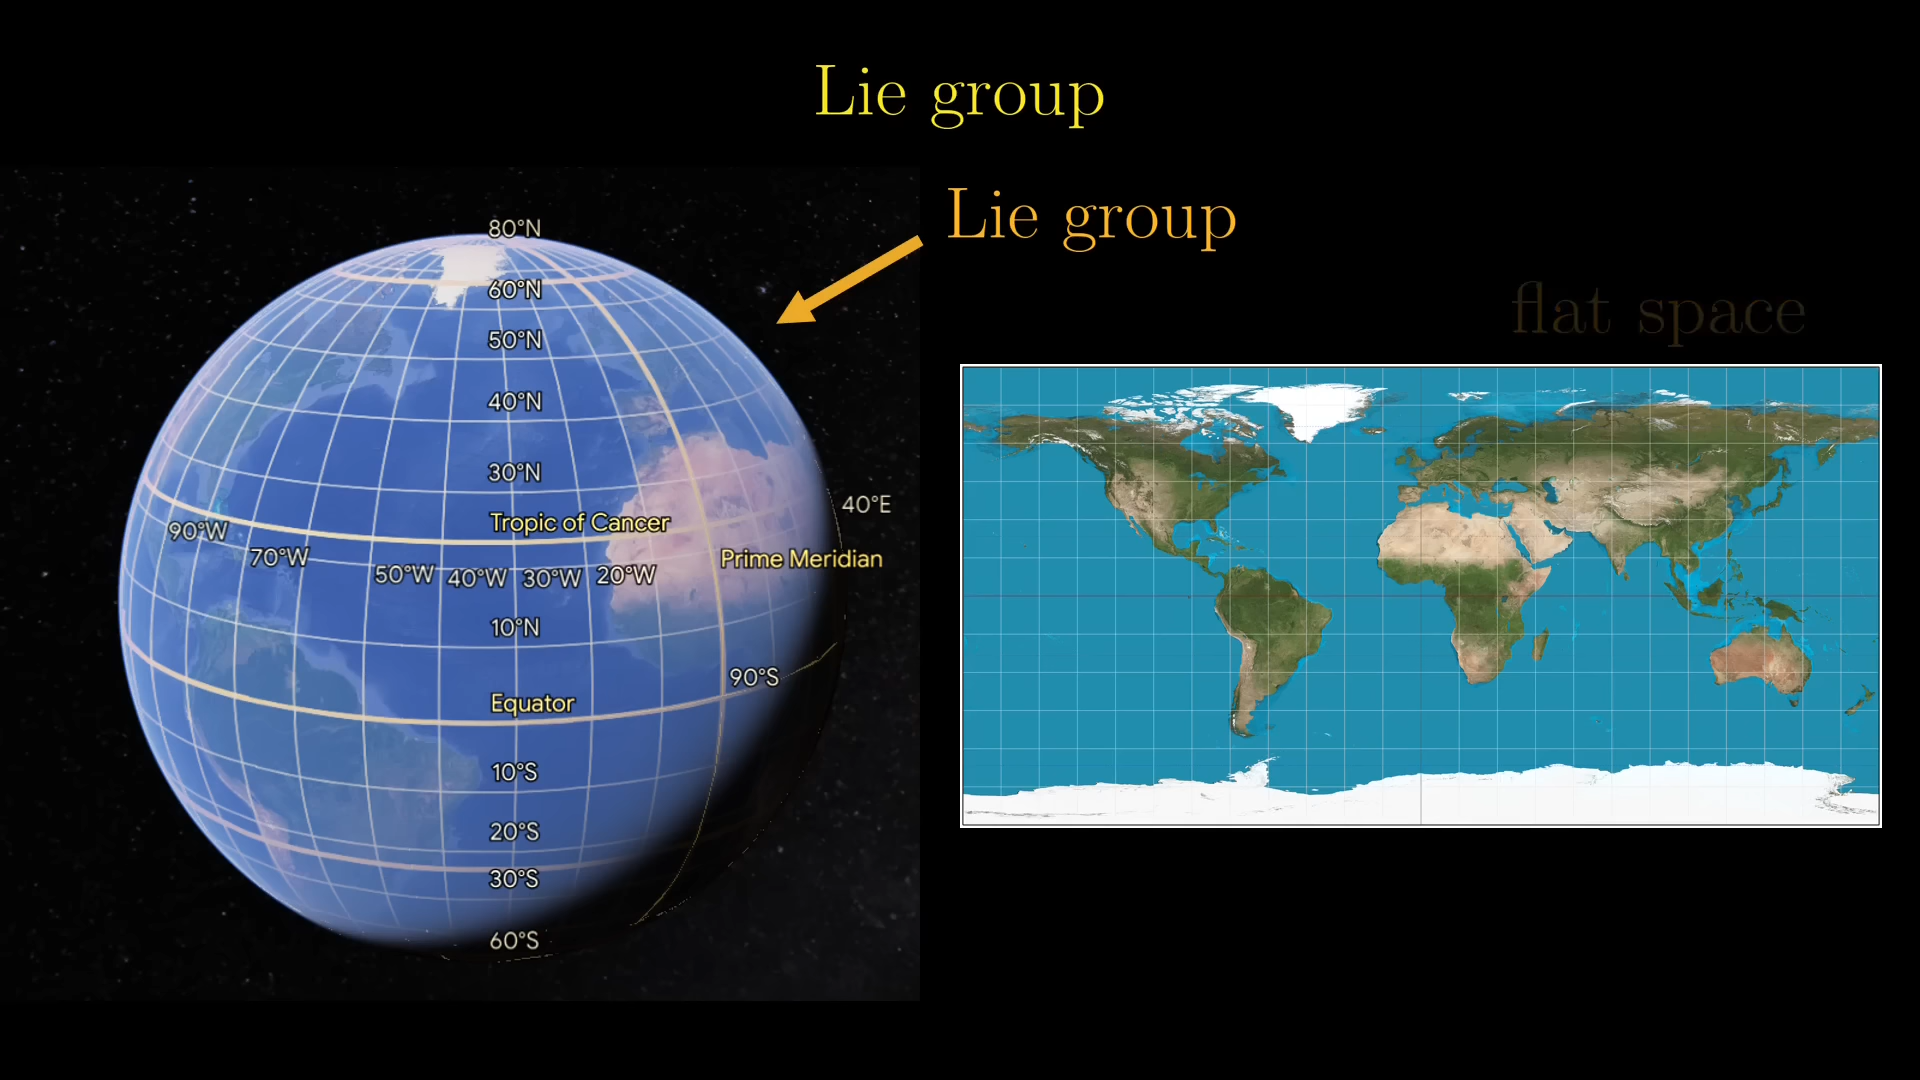 Lie group
Lie group
flat space
80°N
60°N
50°N
40°N
30°N
40°E
Tropic of Cancer
90°W
70°W
50°W 40°W 30°W 20°W
Prime Meridian
10°N
90°S
Equator
10°S
20°S
30°S
60°S